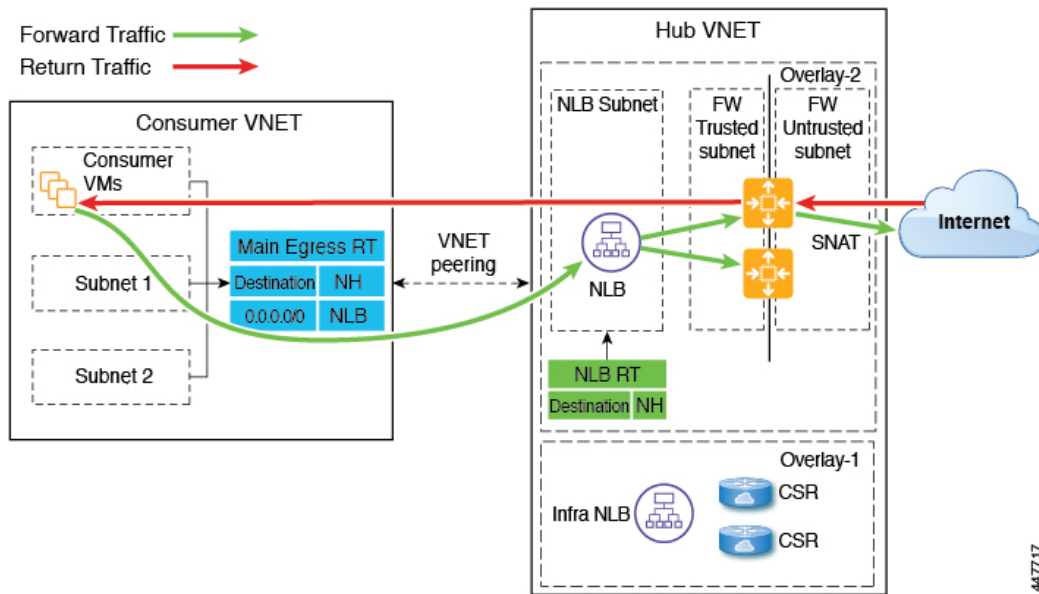 Forward Traffic
Return Traffic
Consumer VNET
Consumer
VMs
Subnet 1
Subnet 2
Main Egress RT
Destination NH
0.0.0.0/0 NLB
VNET
peering
Hub VNET
Overlay-2
NLB Subnet
FW
Trusted
subnet
FW
Untrusted
subnet
NLB
SNAT
Internet
NLB RT
Destination NH
Overlay-1
Infra NLB
CSR
CSR
447717